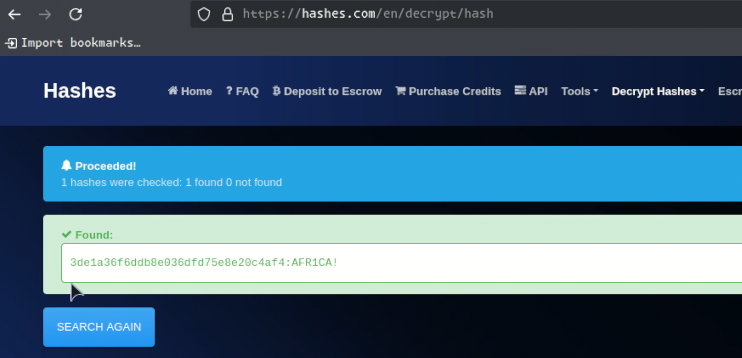 https://hashes.com/en/decrypt/hash
Import bookmarks…
Hashes
Home
? FAQ
Deposit to Escrow
Purchase Credits
API
Tools
Decrypt Hashes
Escr
Proceeded!
1 hashes were checked: 1 found 0 not found
Found:
3de1a36f6ddb8e036dfd75e8e20c4af4:AFR1CA!
SEARCH AGAIN